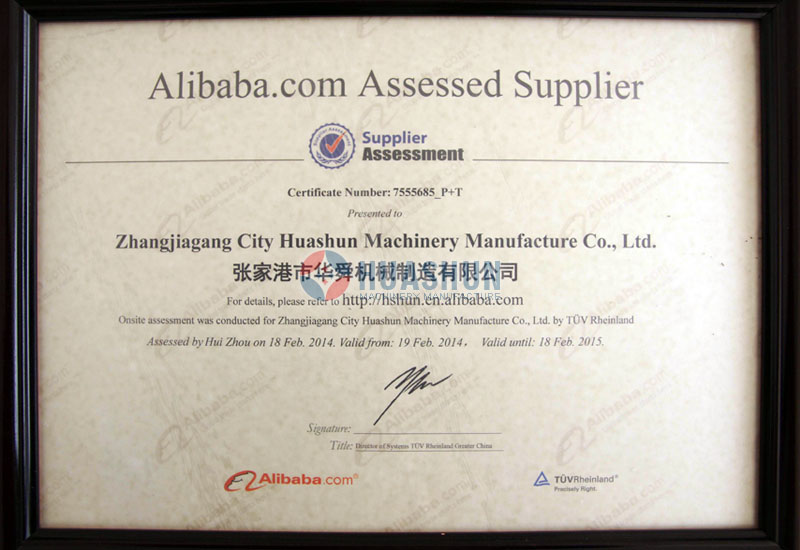 Alibaba.com Assessed Supplier
Supplier
Assessment
Certificate Number: 7555685_P+T
Presented to
Zhangjiagang City Huashun Machinery Manufacture Co., Ltd.
张家港市华舜机械制造有限公司
HUASHUN
MACHINERY MANUFACTURE
For details, please refer to http://hshun.en.alibaba.com
Onsite assessment was conducted for Zhangjiagang City Huashun Machinery Manufacture Co., Ltd. by TÜV Rheinland
Assessed by Hui Zhou on 18 Feb. 2014. Valid from: 19 Feb. 2014, Valid until: 18 Feb. 2015.
Signature:
Title: Director of Systems TÜV Rheinland Greater China
Alibaba.com®
TÜVRheinland®
Precisely Right.